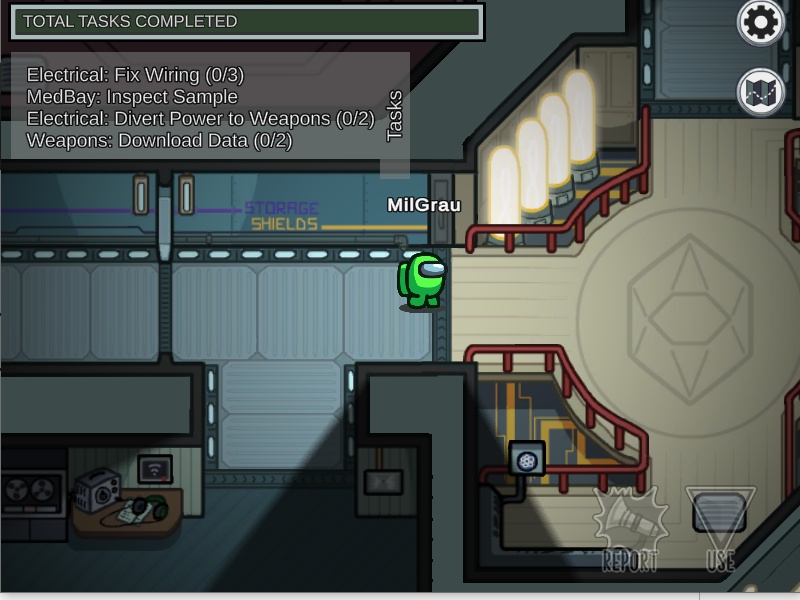 TOTAL TASKS COMPLETED
Electrical: Fix Wiring (0/3)
MedBay: Inspect Sample
Electrical: Divert Power to Weapons (0/2)
Weapons: Download Data (0/2)
Tasks
STORAGE
SHIELDS
MilGrau
REPORT
USE